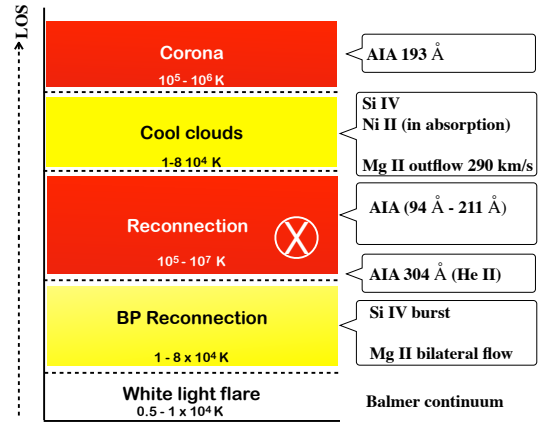 LOS
Corona
10⁵ - 10⁶ K
AIA 193 Å
Cool clouds
1-8 10⁴ K
Si IV
Ni II (in absorption)
Mg II outflow 290 km/s
Reconnection
10⁵ - 10⁷ K
X
AIA (94 Å - 211 Å)
AIA 304 Å (He II)
BP Reconnection
1 - 8 x 10⁴ K
Si IV burst
Mg II bilateral flow
White light flare
0.5 - 1 x 10⁴ K
Balmer continuum